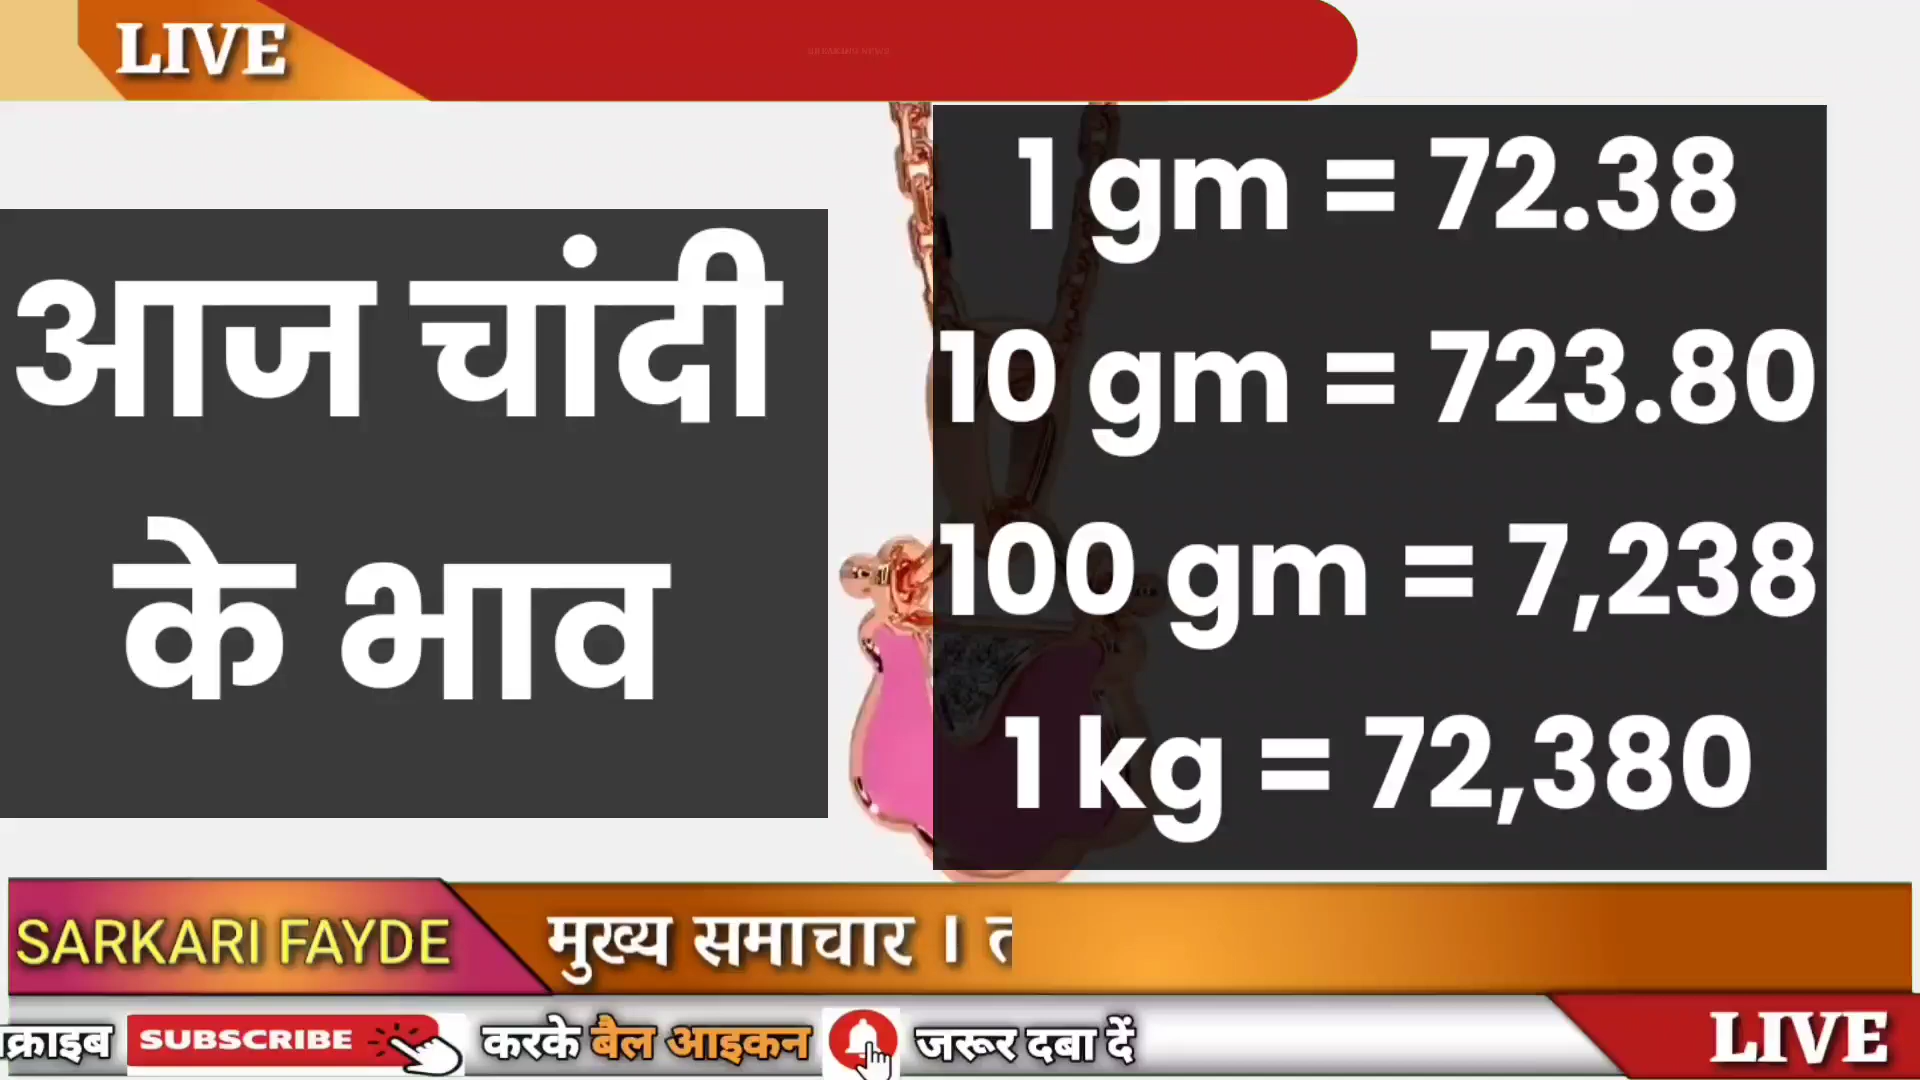 LIVE
आज चांदी
के भाव
1 gm = 72.38
10 gm = 723.80
100 gm = 7,238
1 kg = 72,380
SARKARI FAYDE
मुख्य समाचार ।
क्राइब SUBSCRIBE करके बैल आइकन जरूर दबा दें
LIVE